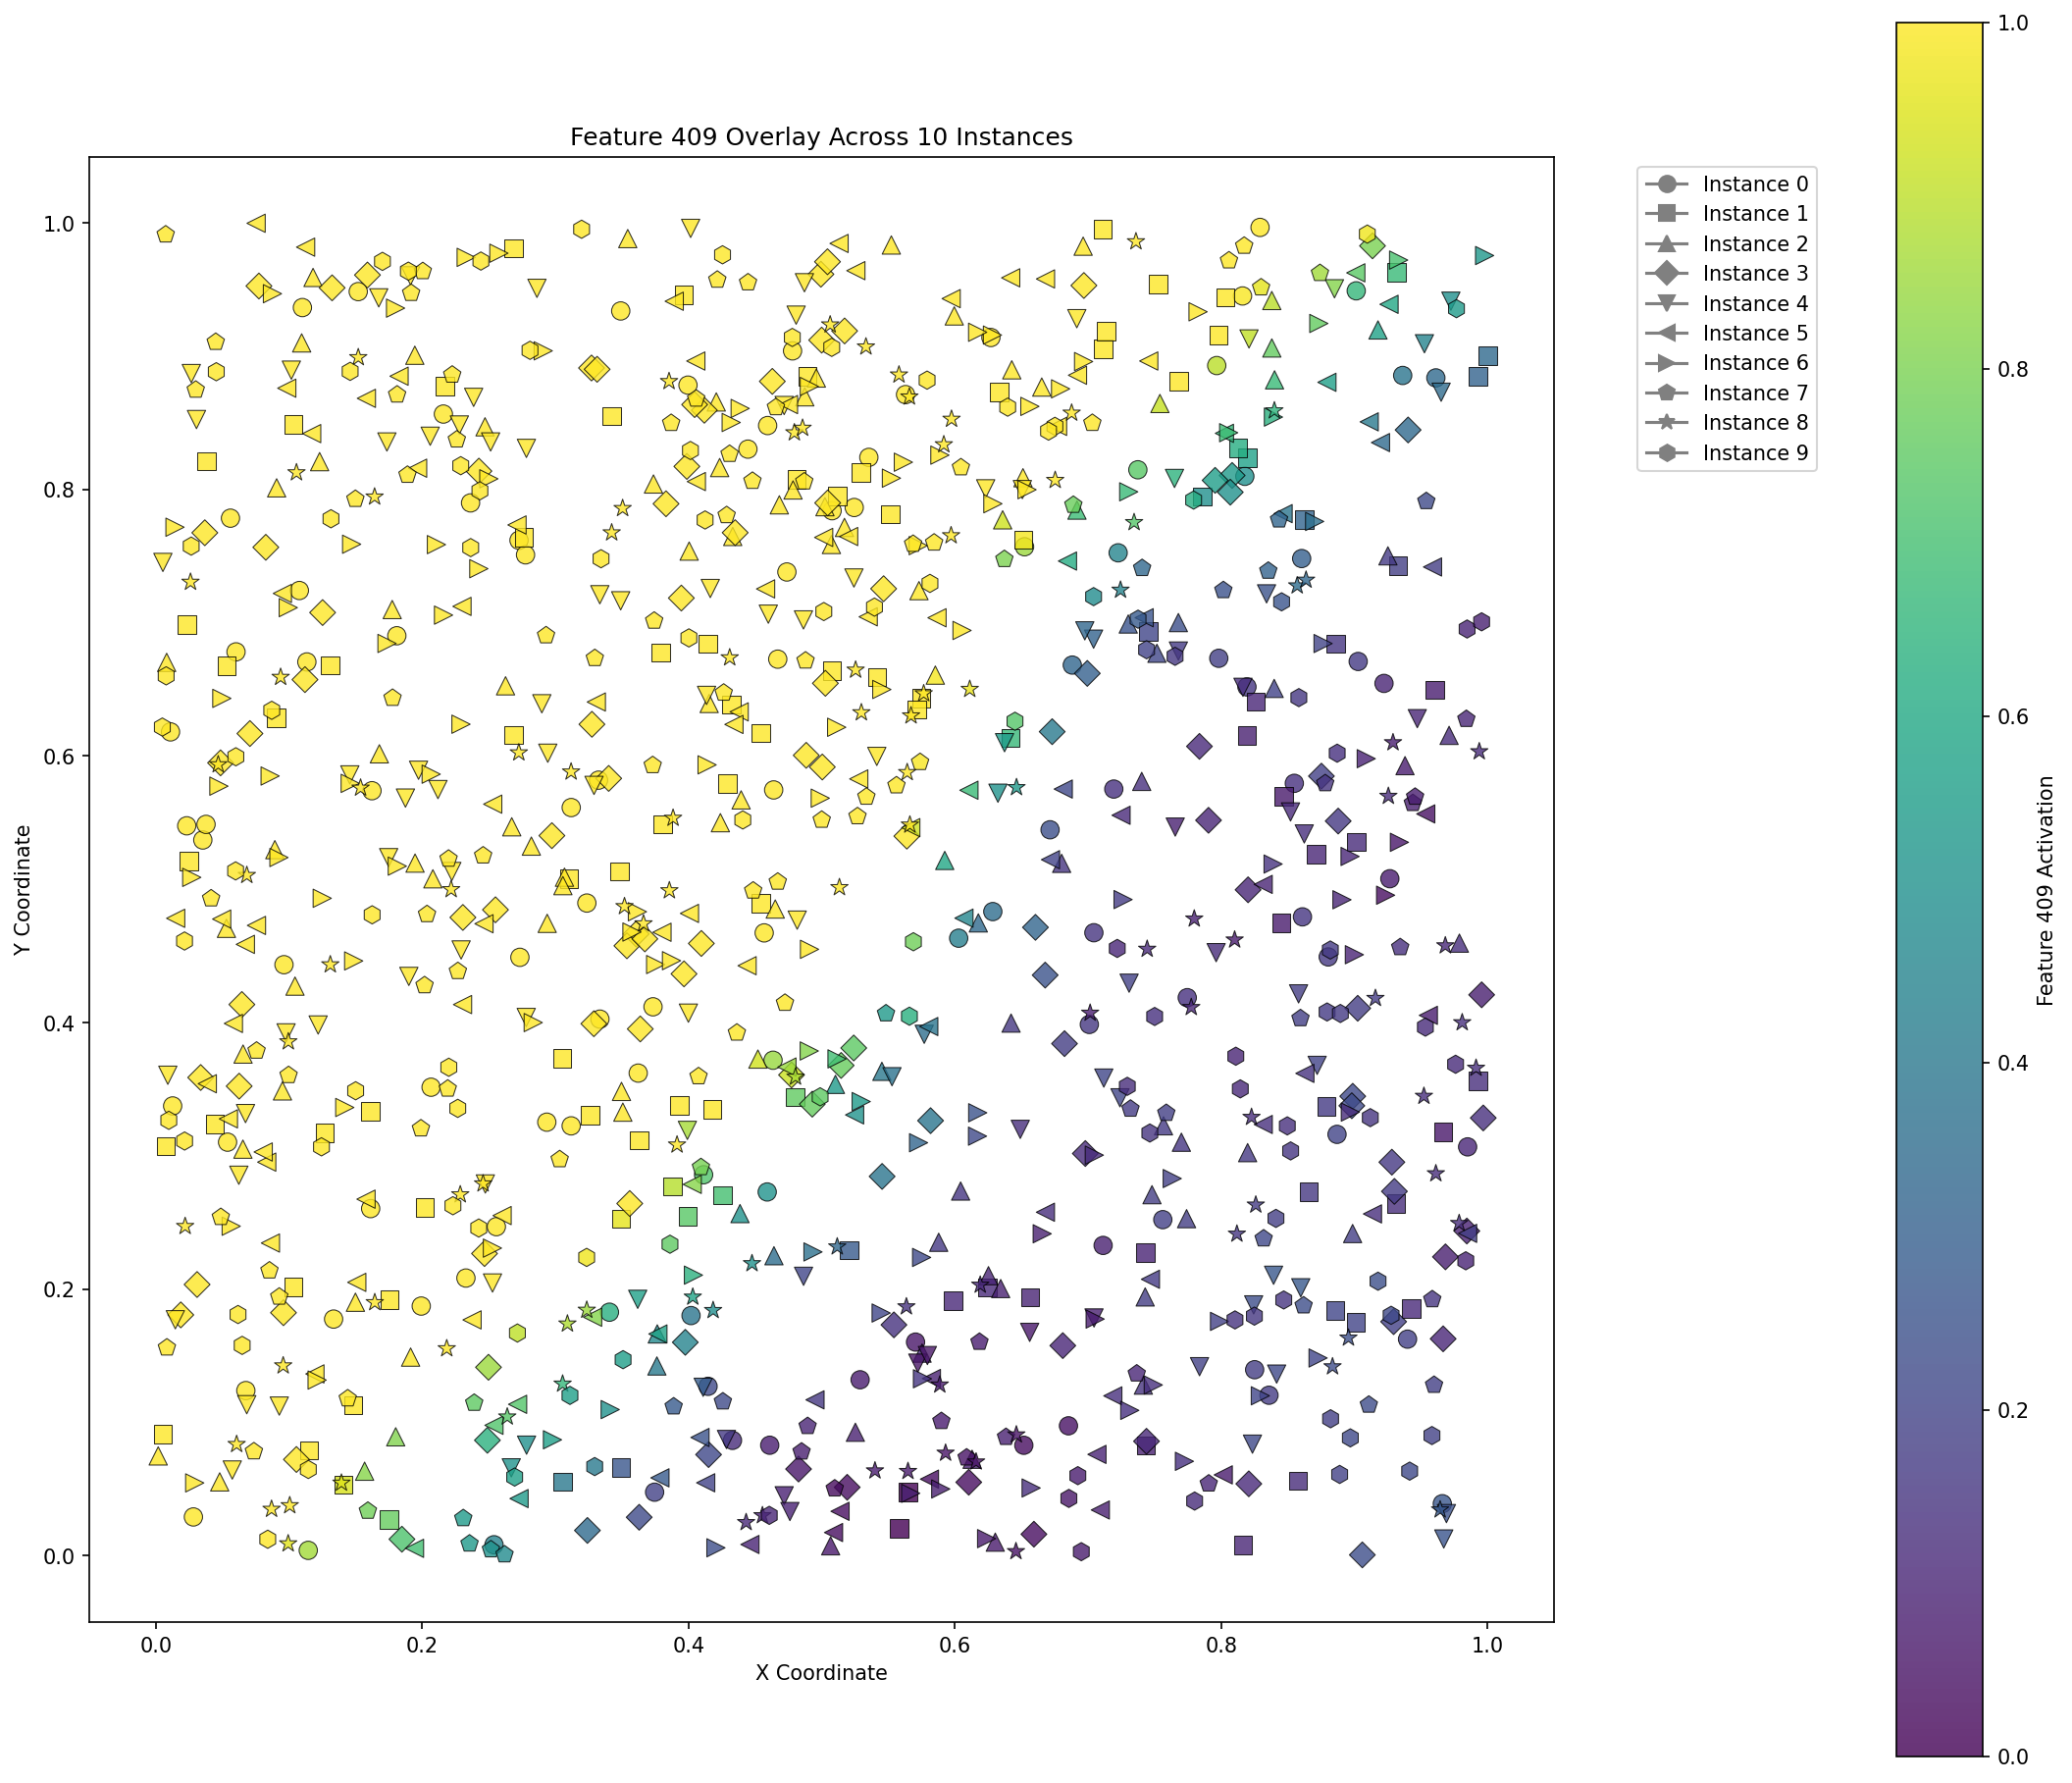 Feature 409 Overlay Across 10 Instances
1.0
0.8
0.6
0.4
0.2
0.0
Y Coordinate
0.0
0.2
0.4
0.6
0.8
1.0
X Coordinate
Instance 0
Instance 1
Instance 2
Instance 3
Instance 4
Instance 5
Instance 6
Instance 7
Instance 8
Instance 9
1.0
0.8
0.6
0.4
0.2
0.0
Feature 409 Activation